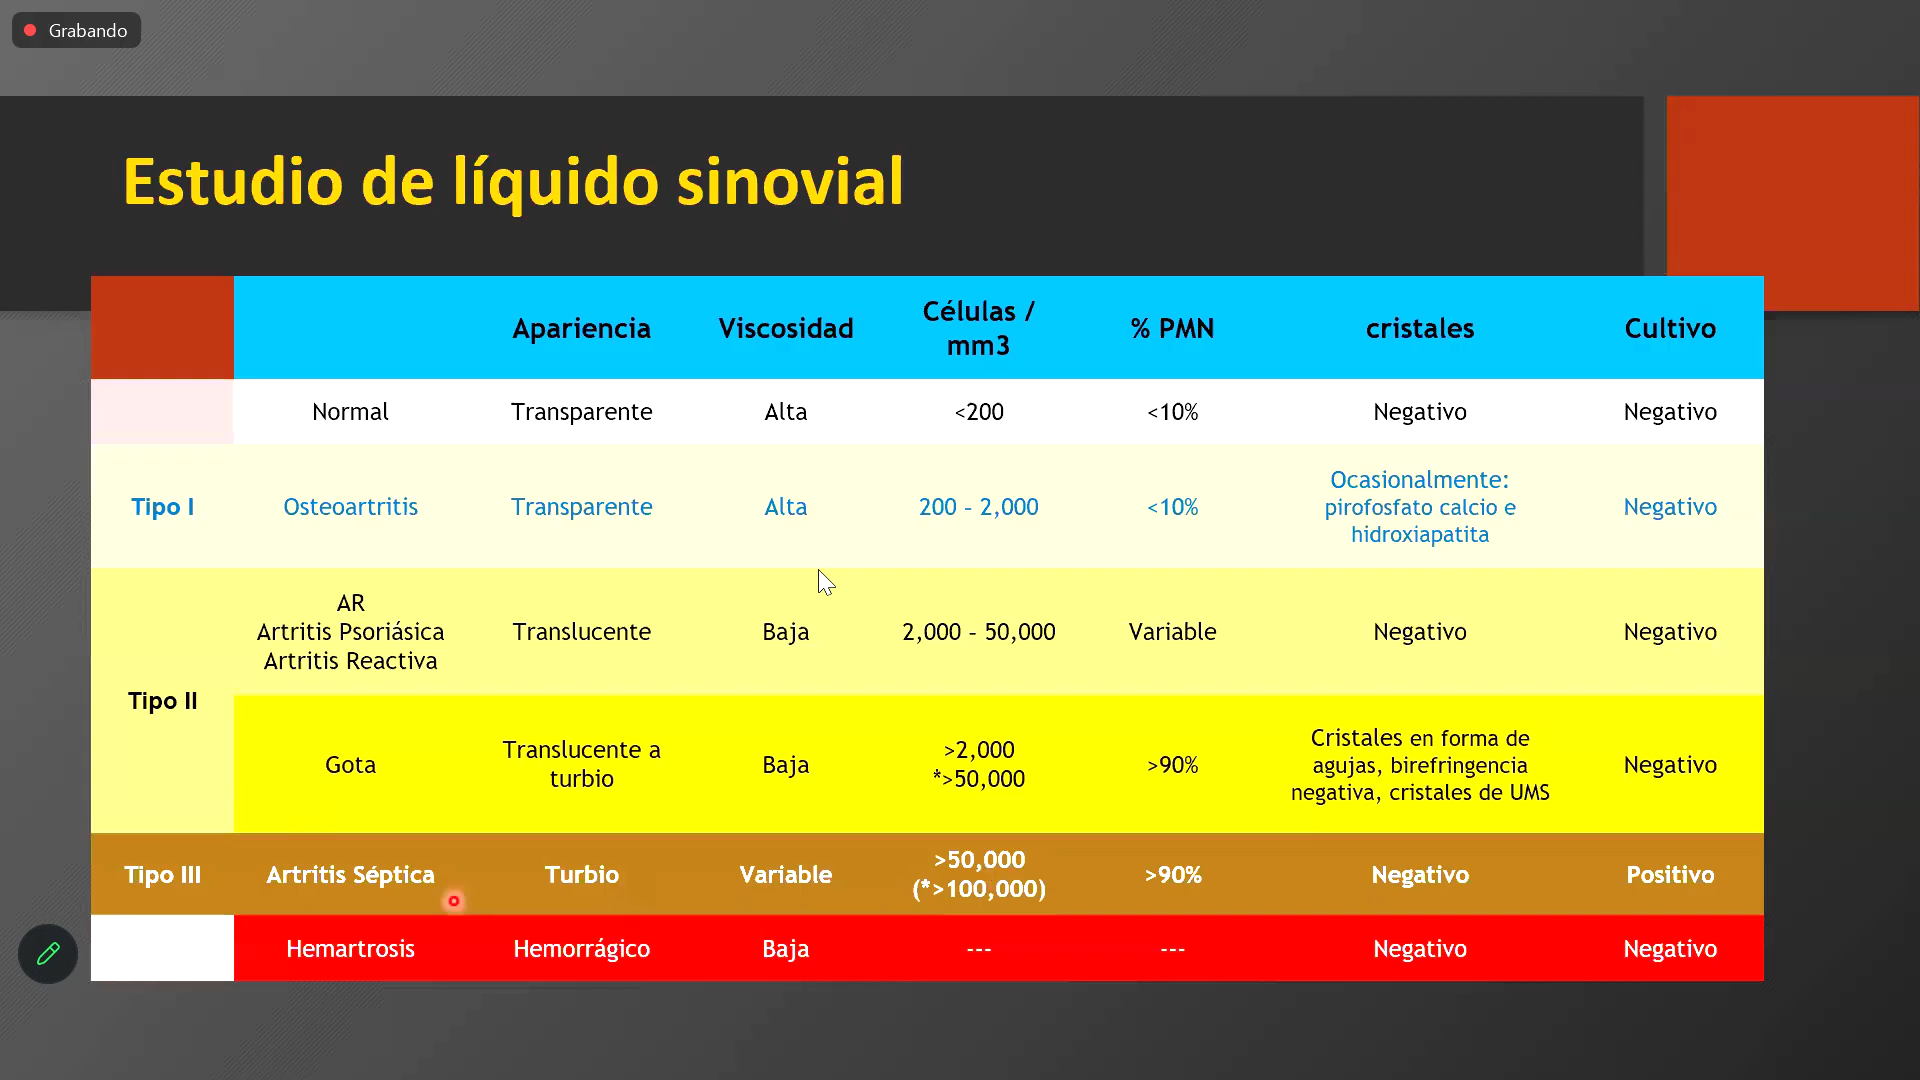 Grabando
Estudio de líquido sinovial
Apariencia Viscosidad Células / mm3 % PMN cristales Cultivo
Normal Transparente Alta <200 <10% Negativo Negativo
Tipo I Osteoartritis Transparente Alta 200 – 2,000 <10% Ocasionalmente: pirofosfato calcio e hidroxiapatita Negativo
Tipo II
AR
Artritis Psoriásica
Artritis Reactiva
Translucente Baja 2,000 – 50,000 Variable Negativo Negativo
Gota Translucente a turbio Baja >2,000 *>50,000 >90% Cristales en forma de agujas, birefringencia negativa, cristales de UMS Negativo
Tipo III Artritis Séptica Turbio Variable >50,000 (*>100,000) >90% Negativo Positivo
Hemartrosis Hemorrágico Baja --- --- Negativo Negativo